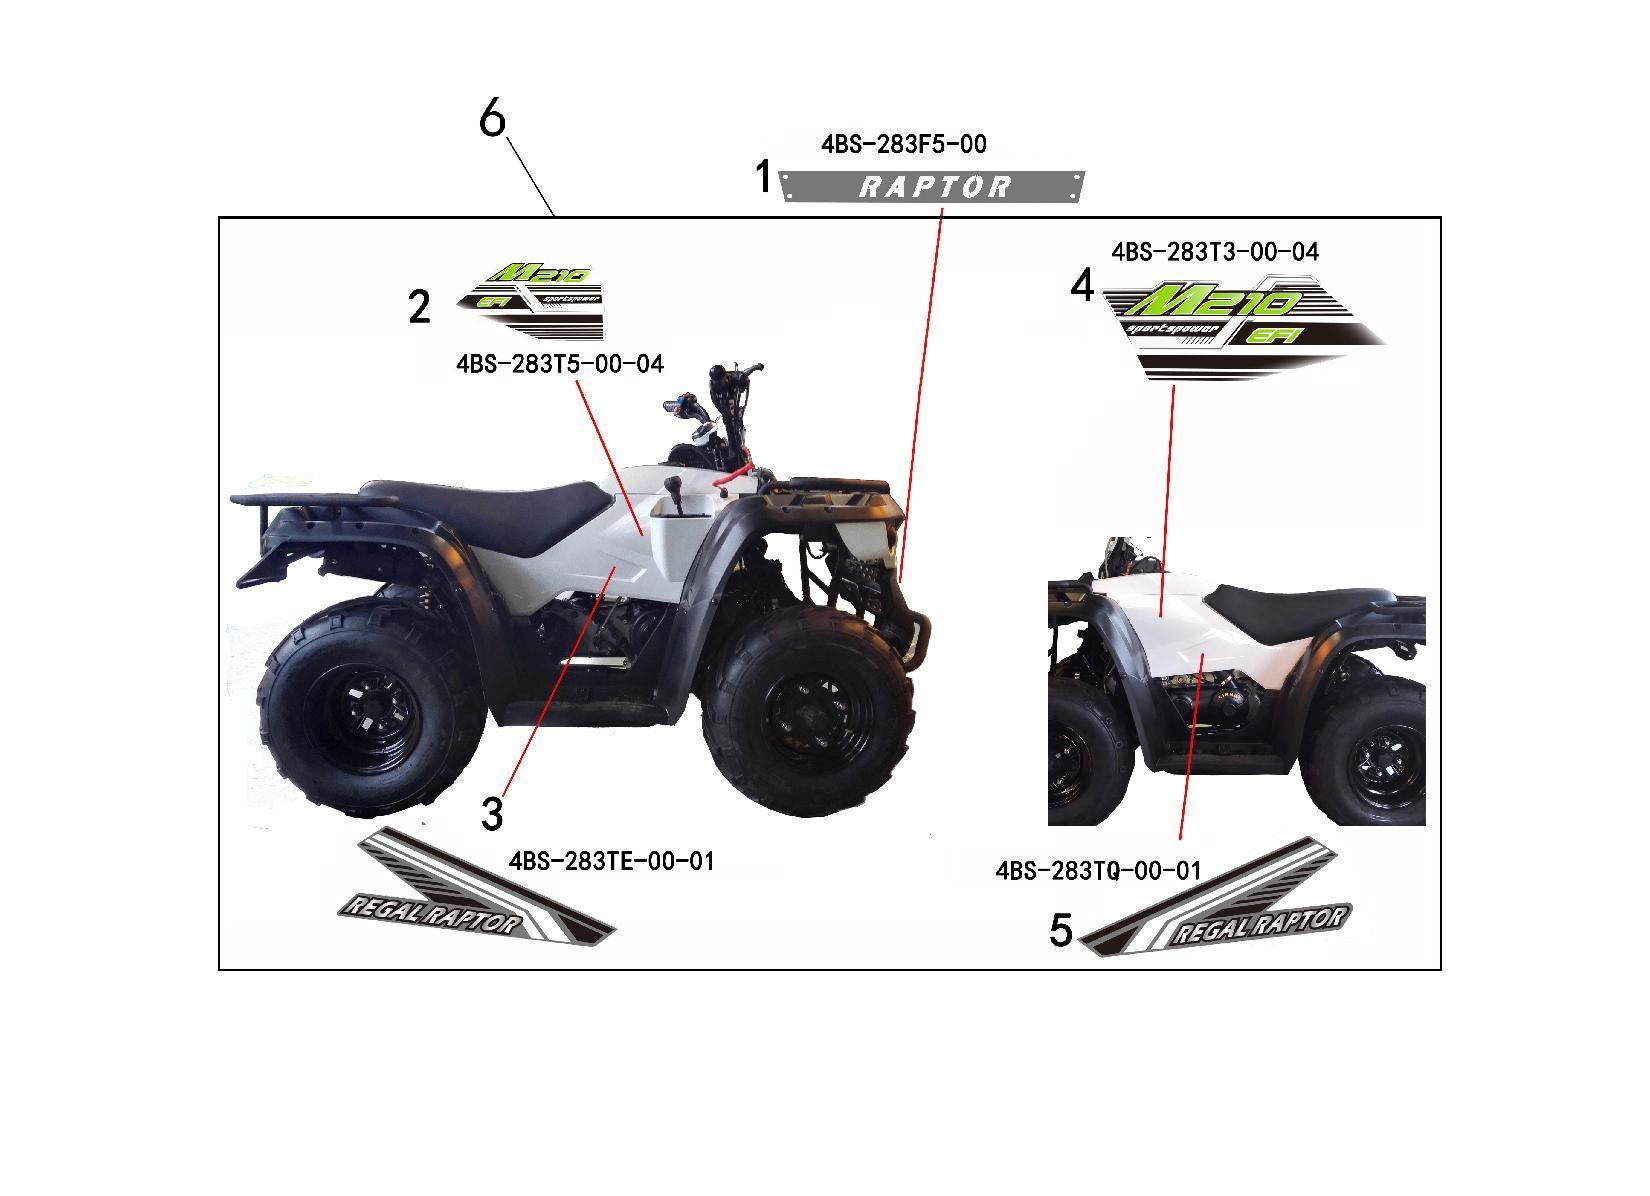 6
4BS-283F5-00
1
RAPTOR
4BS-283T3-00-04
4
M210
sportspower
EFI
2
M210
EFI
sportspower
4BS-283T5-00-04
3
4BS-283TE-00-01
REGAL RAPTOR
4BS-283TQ-00-01
5
REGAL RAPTOR